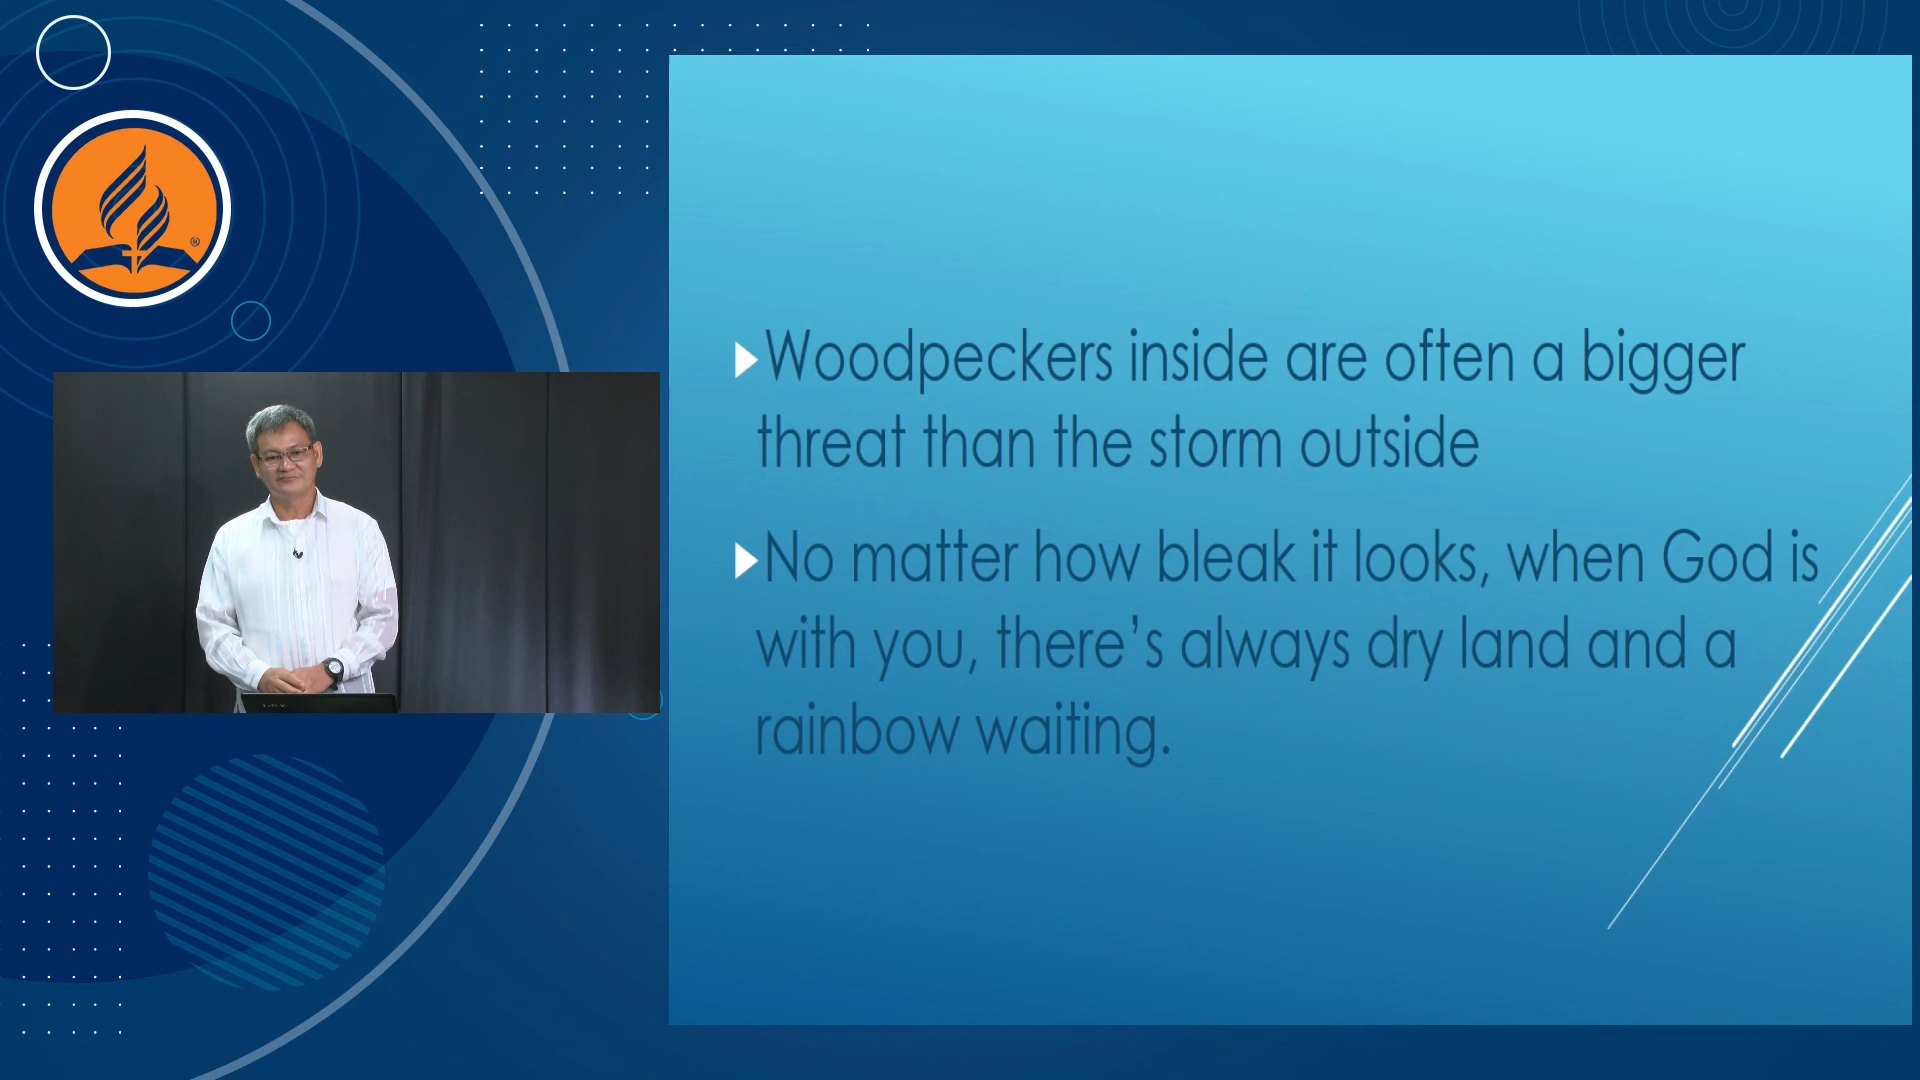 ®
Woodpeckers inside are often a bigger
threat than the storm outside
No matter how bleak it looks, when God is
with you, there’s always dry land and a
rainbow waiting.